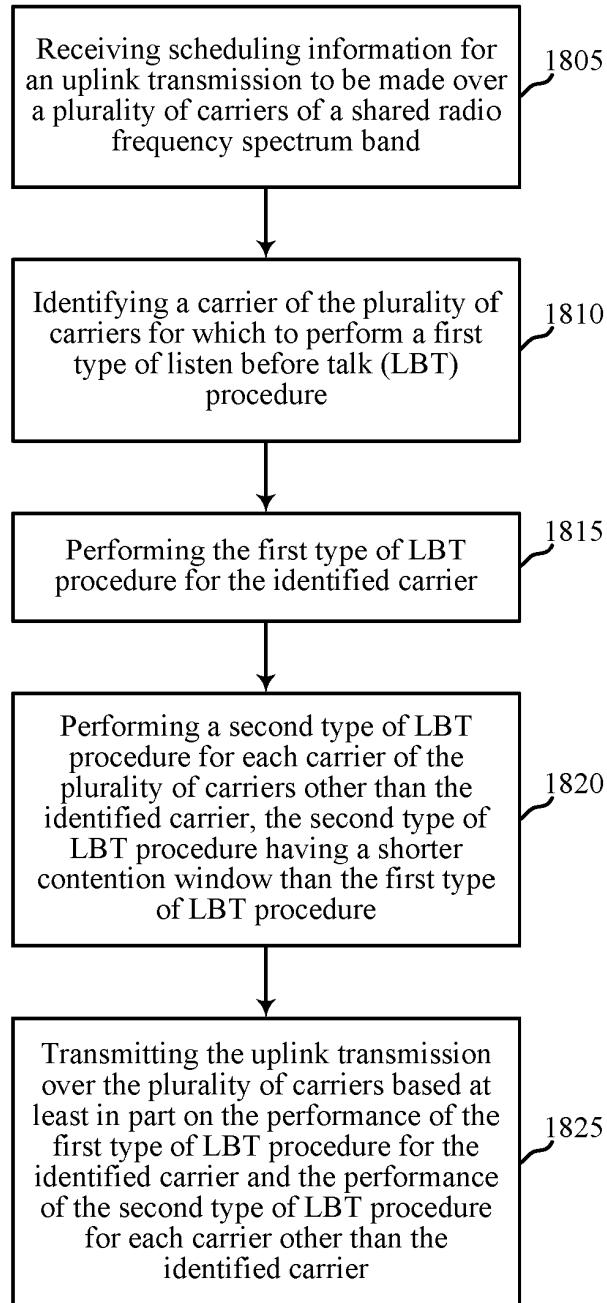 Receiving scheduling information for
an uplink transmission to be made over
a plurality of carriers of a shared radio
frequency spectrum band
1805
Identifying a carrier of the plurality of
carriers for which to perform a first
type of listen before talk (LBT)
procedure
1810
Performing the first type of LBT
procedure for the identified carrier
1815
Performing a second type of LBT
procedure for each carrier of the
plurality of carriers other than the
identified carrier, the second type of
LBT procedure having a shorter
contention window than the first type
of LBT procedure
1820
Transmitting the uplink transmission
over the plurality of carriers based at
least in part on the performance of the
first type of LBT procedure for the
identified carrier and the performance
of the second type of LBT procedure
for each carrier other than the
identified carrier
1825